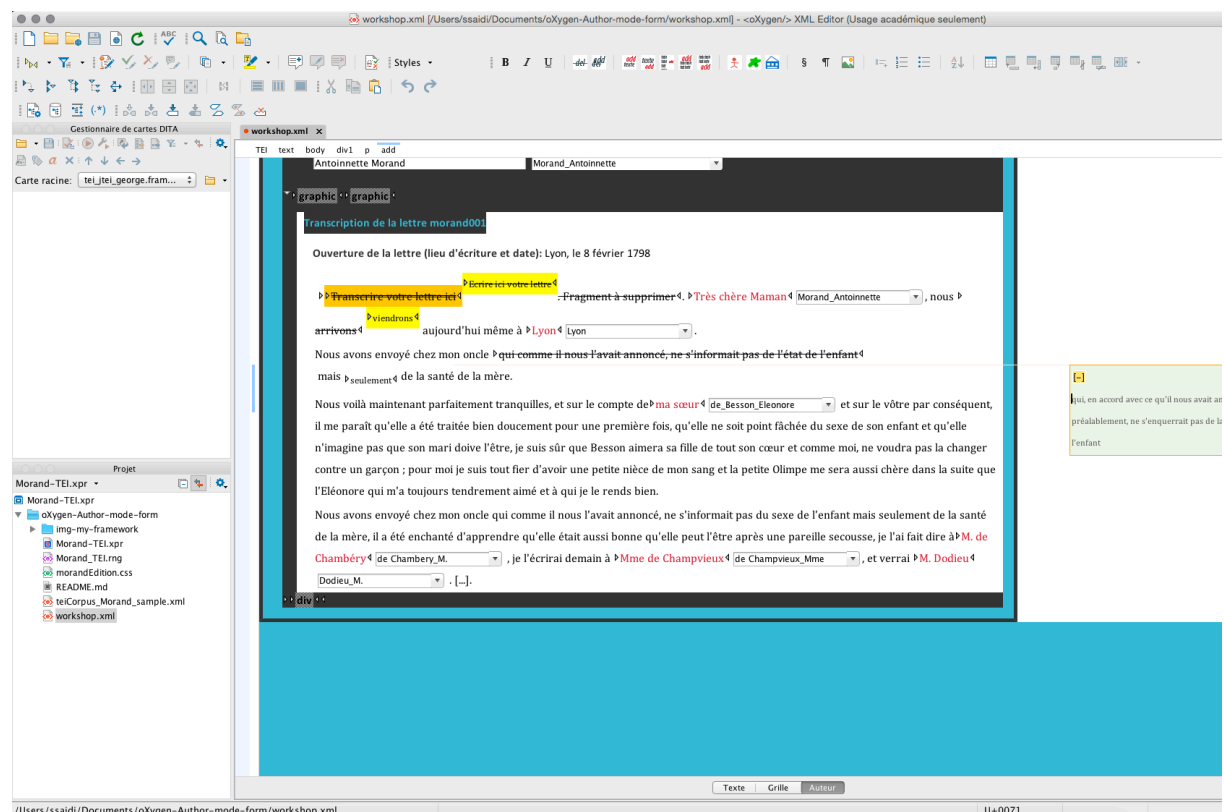 workshop.xml [/Users/ssaidi/Documents/oXygen-Author-mode-form/workshop.xml] - <oXygen/> XML Editor (Usage académique seulement)
ABC
Styles
B I U
(.*)
Gestionnaire de cartes DITA
workshop.xml ×
TEI text body div1 p add
Carte racine: tei_jtei_george.fram...
Antoinette Morand Morand_Antoinette
graphic graphic
Transcription de la lettre morand001
Ouverture de la lettre (lieu d'écriture et date): Lyon, le 8 février 1798
Ecrire ici votre lettre
Transcrire votre lettre ici . Fragment à supprimer . Très chère Maman Morand_Antoinette , nous
viendrons
arrivons aujourd'hui même à Lyon Lyon .
Nous avons envoyé chez mon oncle qui comme il nous l'avait annoncé, ne s'informait pas de l'état de l'enfant
mais seulement de la santé de la mère.
[-]
qui, en accord avec ce qu'il nous avait an
préalablement, ne s'enquerrait pas de la
l'enfant
Nous voilà maintenant parfaitement tranquilles, et sur le compte de ma sœur de_Besson_Eleonore et sur le vôtre par conséquent,
il me paraît qu'elle a été traitée bien doucement pour une première fois, qu'elle ne soit point fâchée du sexe de son enfant et qu'elle
n'imagine pas que son mari doive l'être, je suis sûr que Besson aimera sa fille de tout son cœur et comme moi, ne voudra pas la changer
contre un garçon ; pour moi je suis tout fier d'avoir une petite nièce de mon sang et la petite Olimpe me sera aussi chère dans la suite que
l'Eléonore qui m'a toujours tendrement aimé et à qui je le rends bien.
Nous avons envoyé chez mon oncle qui comme il nous l'avait annoncé, ne s'informait pas du sexe de l'enfant mais seulement de la santé
de la mère, il a été enchanté d'apprendre qu'elle était aussi bonne qu'elle peut l'être après une pareille secousse, je l'ai fait dire à M. de
Chambéry de Chambery_M. , je l'écrirai demain à Mme de Champvieux de Champvieux_Mme , et verrai M. Dodieu
Dodieu_M. . [...].
div
Projet
Morand-TEI.xpr
Morand-TEI.xpr
oXygen-Author-mode-form
img-my-framework
Morand-TEI.xpr
Morand_TEI.rng
morandEdition.css
README.md
teiCorpus_Morand_sample.xml
workshop.xml
Texte Grille Auteur
/Users/ssaidi/Documents/oXygen-Author-mode-form/workshop.xml U+0071